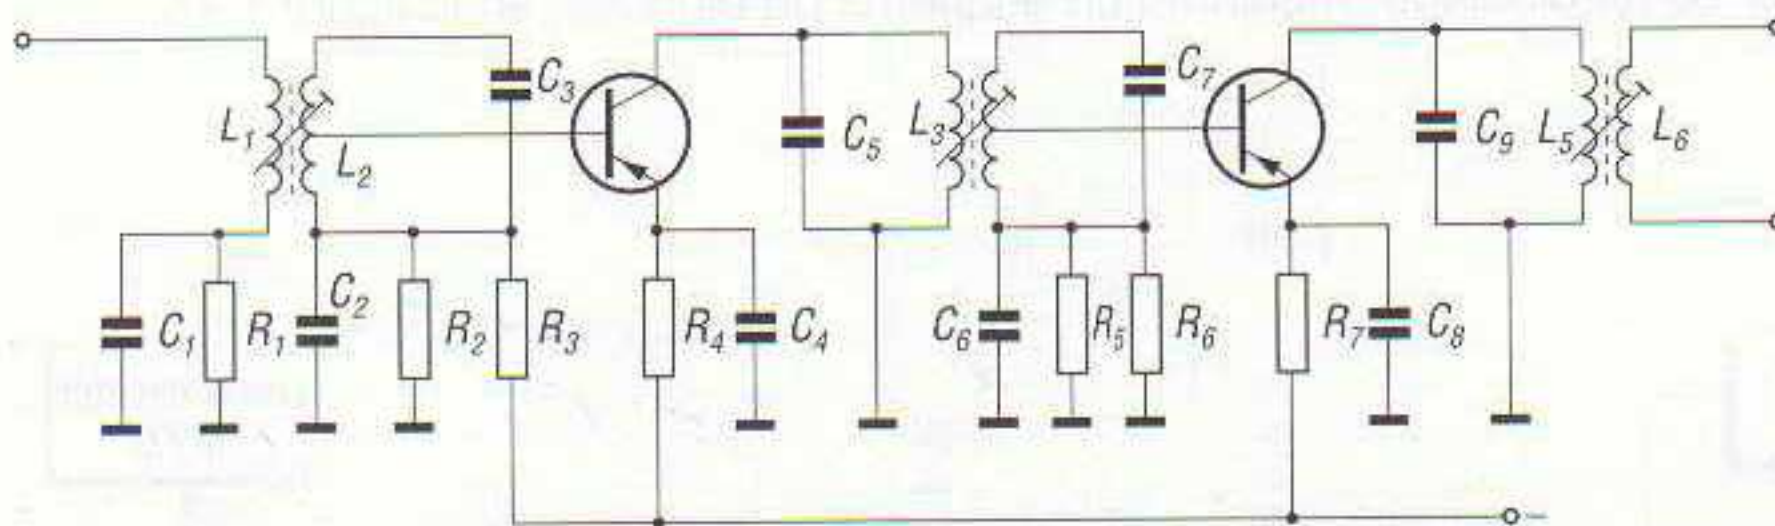 C₃
C₇
L₁
L₂
C₅
L₃
C₉
L₅
L₆
C₁
R₁
C₂
R₂
R₃
R₄
C₄
C₆
R₅
R₆
R₇
C₈